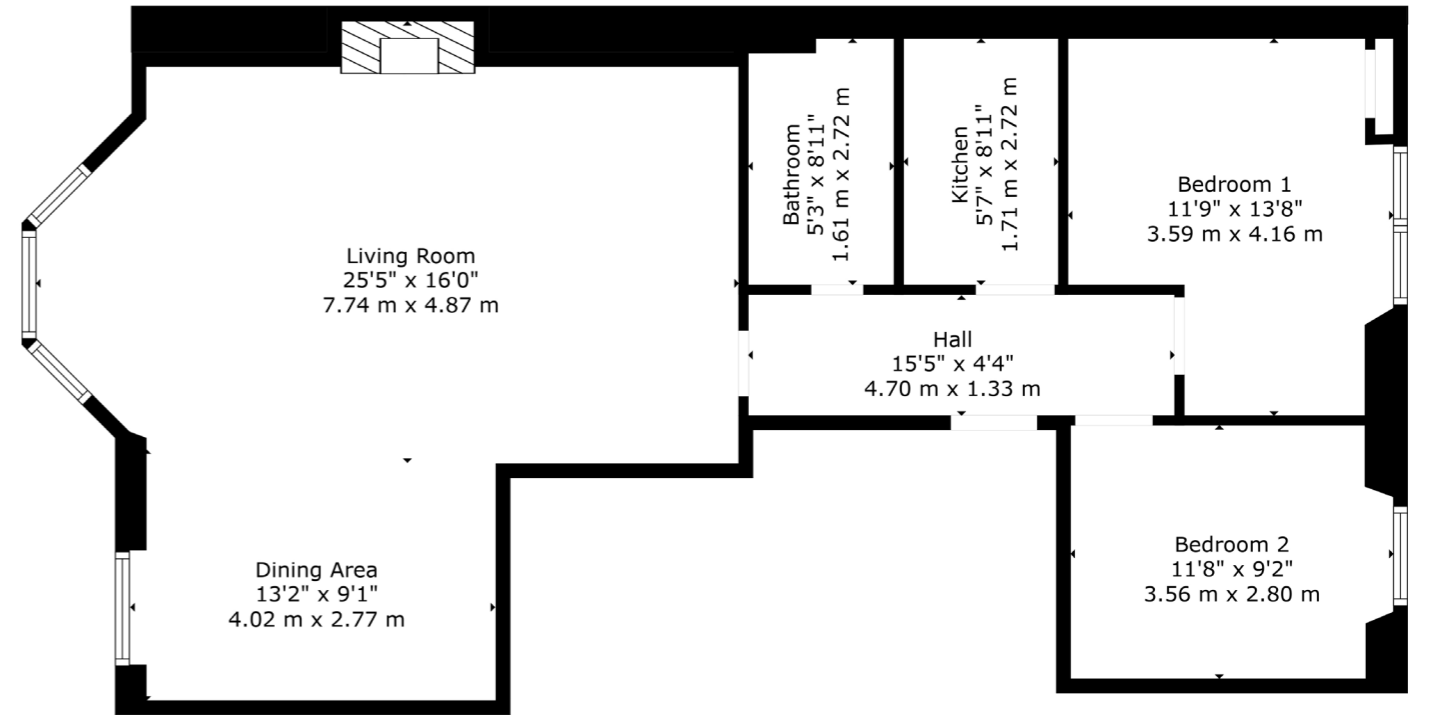 Living Room
25'5" x 16'0"
7.74 m x 4.87 m
Dining Area
13'2" x 9'1"
4.02 m x 2.77 m
Bathroom
5'3" x 8'11"
1.61 m x 2.72 m
Kitchen
5'7" x 8'11"
1.71 m x 2.72 m
Hall
15'5" x 4'4"
4.70 m x 1.33 m
Bedroom 1
11'9" x 13'8"
3.59 m x 4.16 m
Bedroom 2
11'8" x 9'2"
3.56 m x 2.80 m